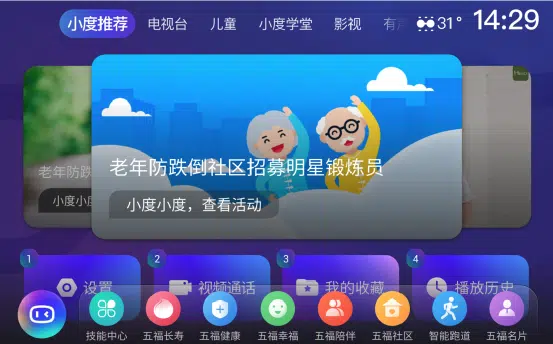 小度推荐 电视台 儿童 小度学堂 影视 有 31° 14:29
老年防跌
小度小
老年防跌倒社区招募明星锻炼员
小度小度，查看活动
1 2 3 4
设置 视频通话 我的收藏 播放历史
技能中心 五福长寿 五福健康 五福幸福 五福陪伴 五福社区 智能跑道 五福名片